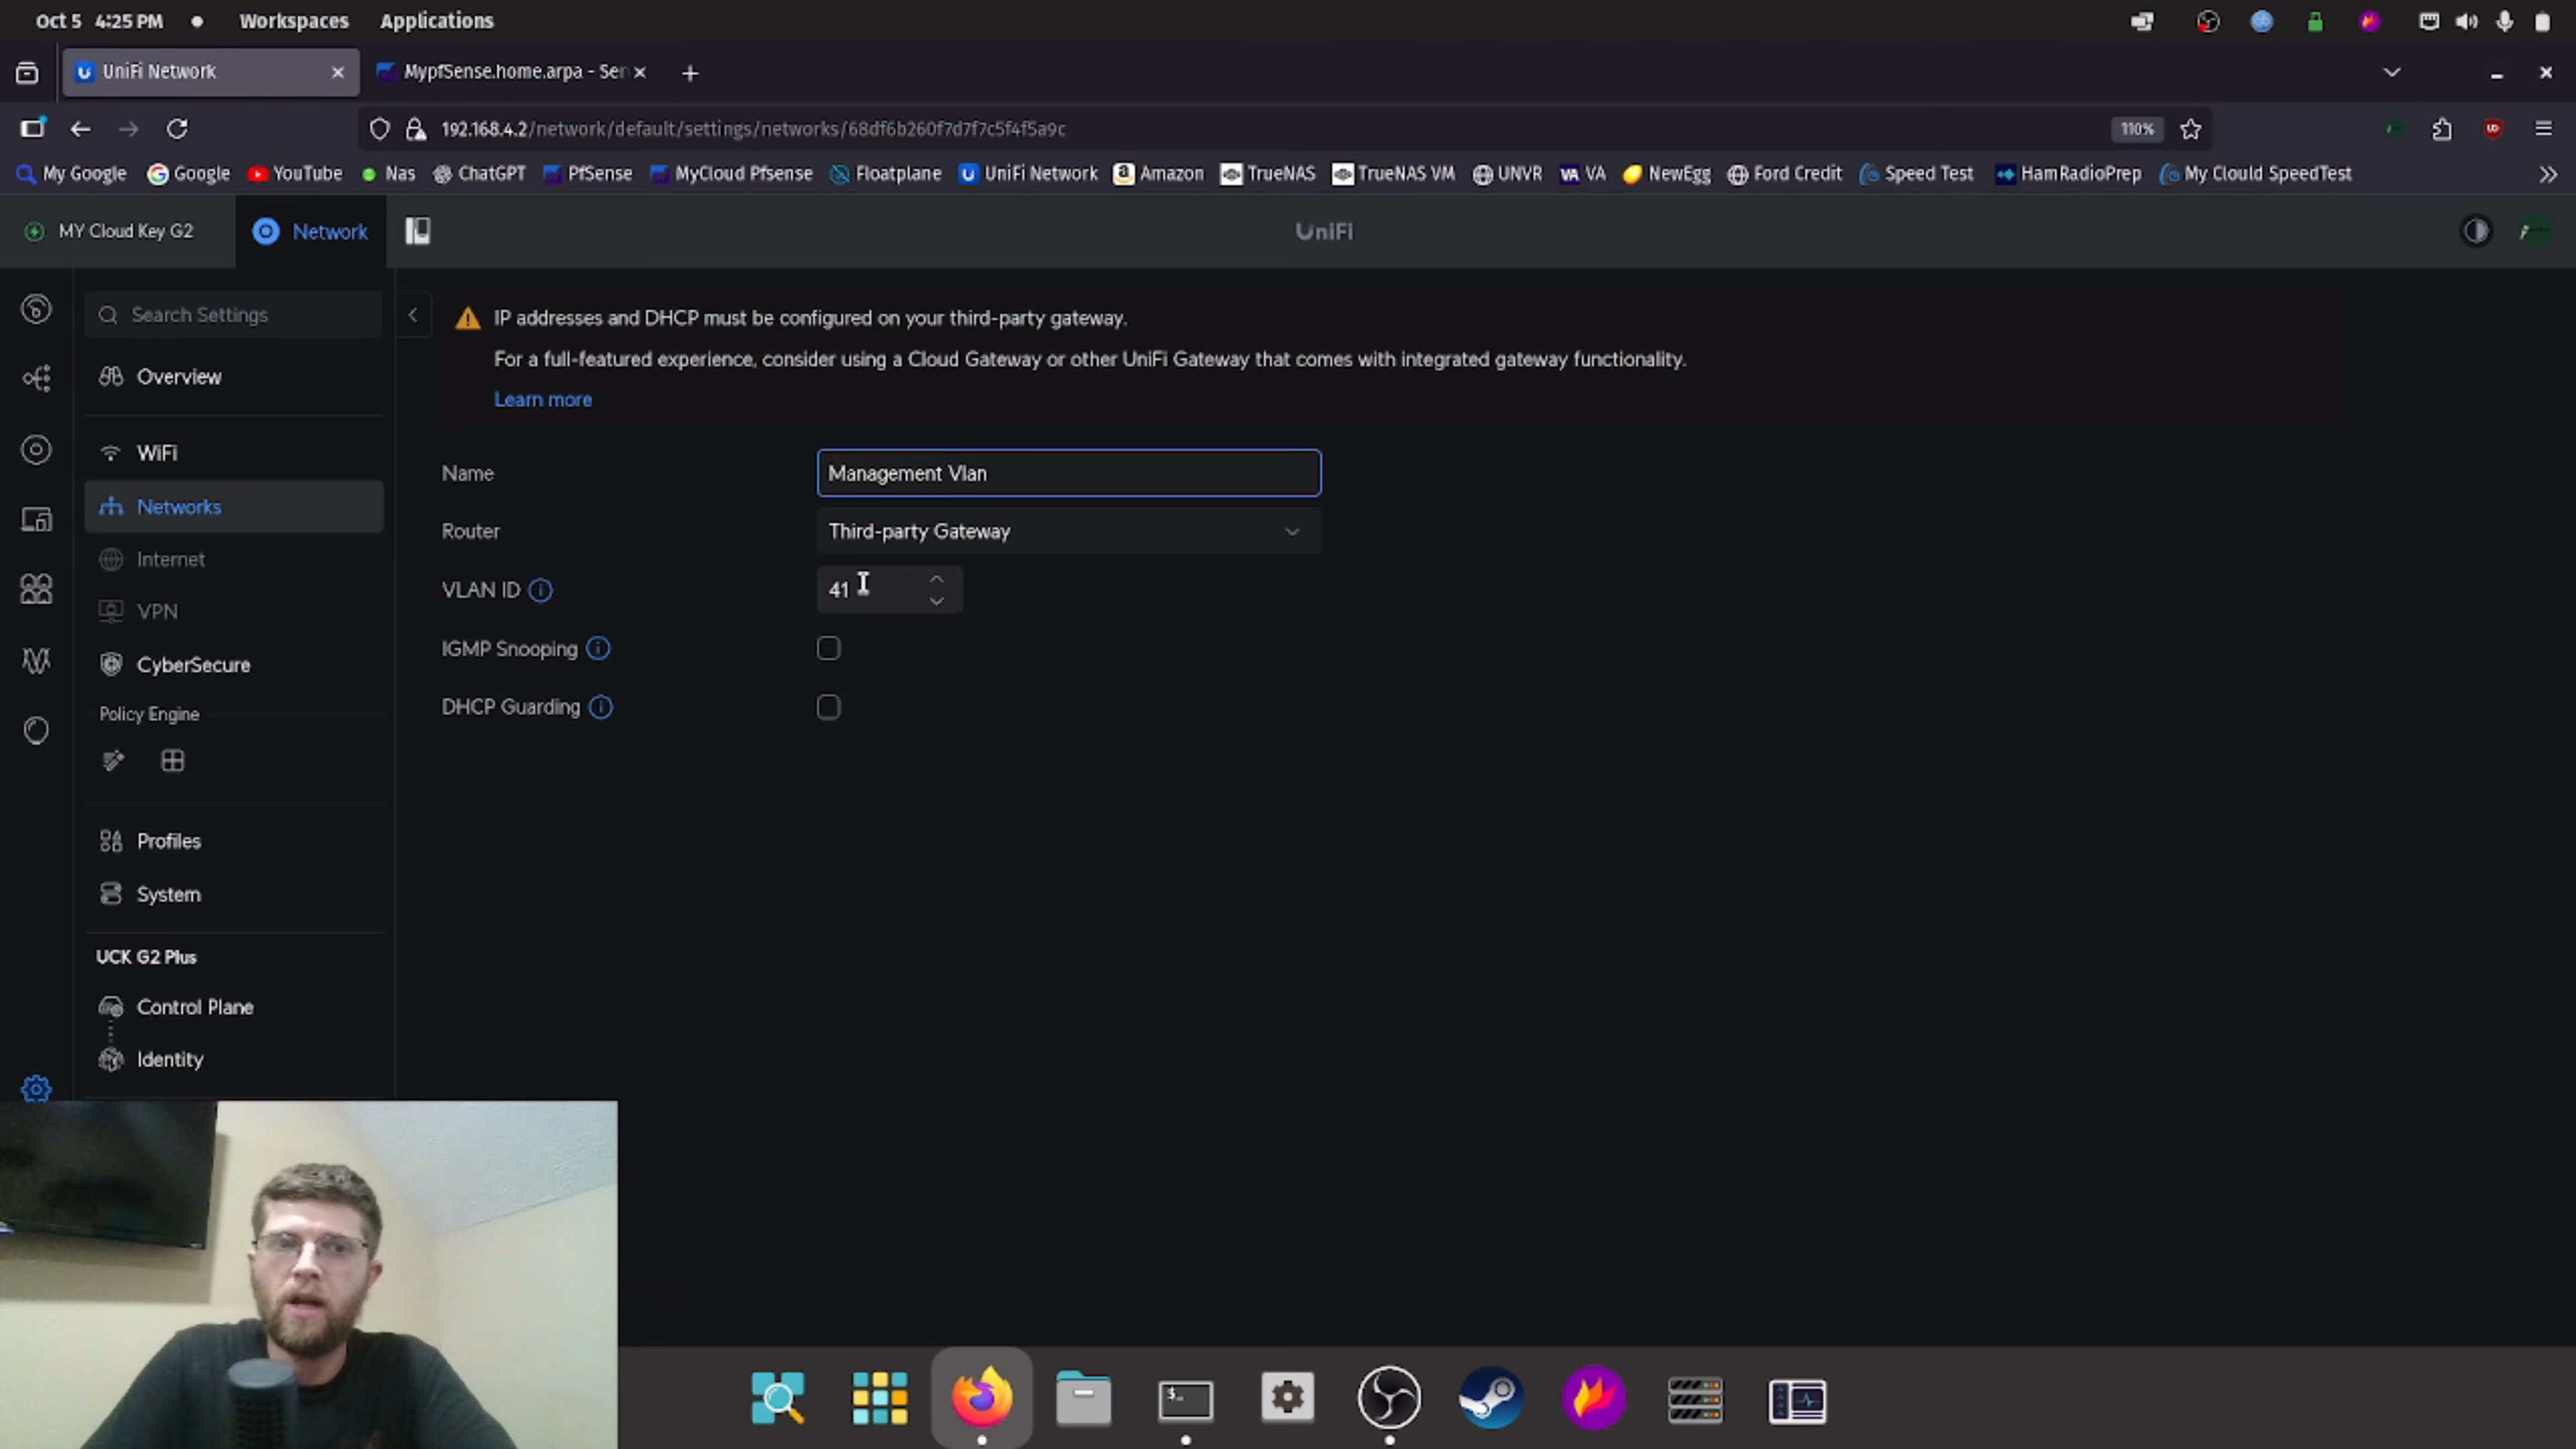 Oct 5 4:25 PM
Workspaces
Applications
UniFi Network
MypfSense.home.arpa - Ser
192.168.4.2/network/default/settings/networks/68df6b260f7d7f7c5f4f5a9c
110%
My Google
Google
YouTube
Nas
ChatGPT
PfSense
MyCloud Pfsense
Floatplane
UniFi Network
Amazon
TrueNAS
TrueNAS VM
UNVR
VA
NewEgg
Ford Credit
Speed Test
HamRadioPrep
My Clould SpeedTest
MY Cloud Key G2
Network
UniFi
Search Settings
Overview
WiFi
Networks
Internet
VPN
CyberSecure
Policy Engine
Profiles
System
UCK G2 Plus
Control Plane
Identity
IP addresses and DHCP must be configured on your third-party gateway.
For a full-featured experience, consider using a Cloud Gateway or other UniFi Gateway that comes with integrated gateway functionality.
Learn more
Name
Management Vlan
Router
Third-party Gateway
VLAN ID
41
IGMP Snooping
DHCP Guarding